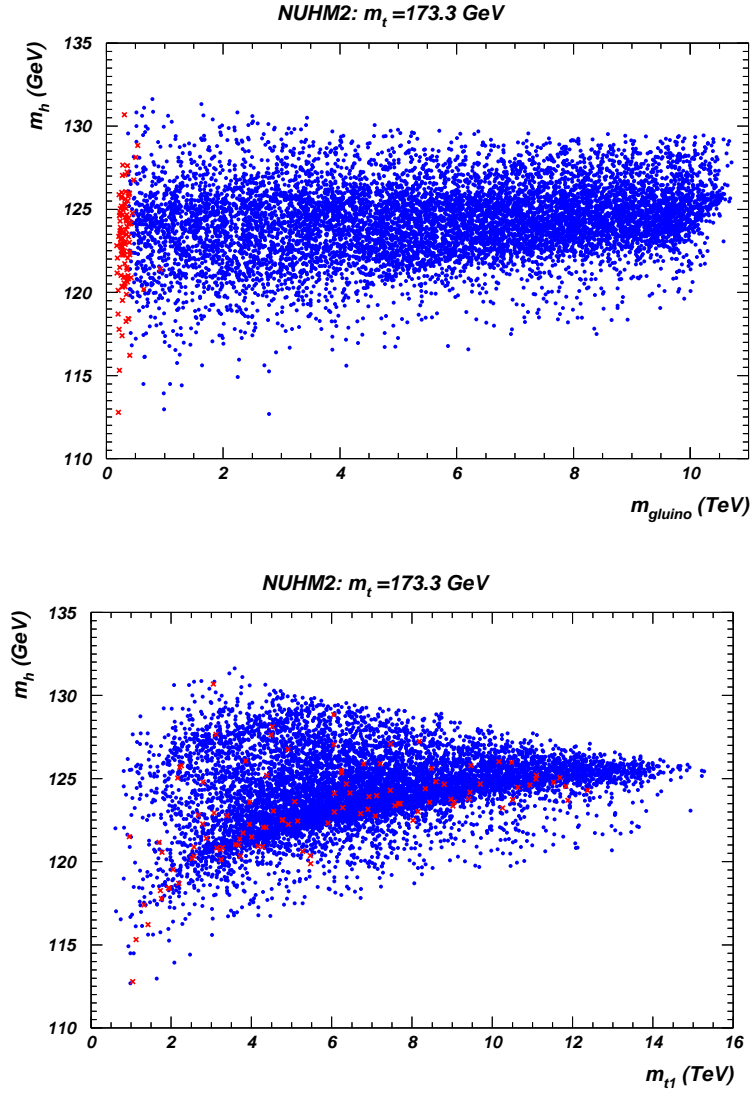 NUHM2: m_t =173.3 GeV
m_h (GeV)
135
130
125
120
115
110
0 2 4 6 8 10
m_gluino (TeV)
NUHM2: m_t =173.3 GeV
m_h (GeV)
135
130
125
120
115
110
0 2 4 6 8 10 12 14 16
m_t1 (TeV)